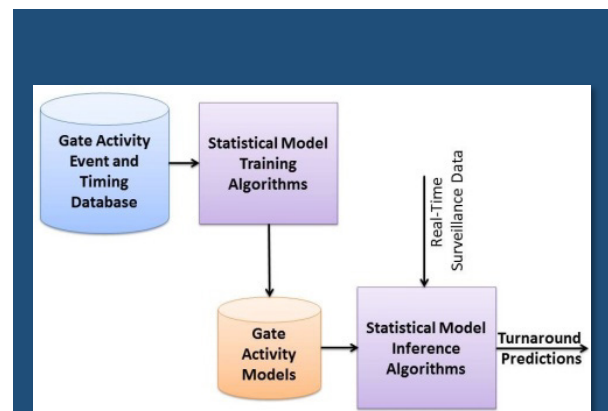 Gate Activity
Event and
Timing
Database
Statistical Model
Training
Algorithms
Real-Time
Surveillance Data
Gate
Activity
Models
Statistical Model
Inference
Algorithms
Turnaround
Predictions